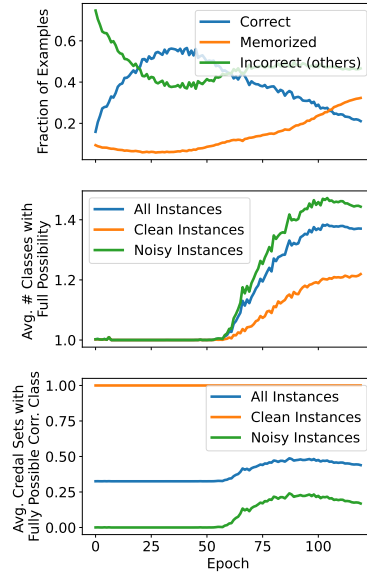 Fraction of Examples
0.6
0.4
0.2
Correct
Memorized
Incorrect (others)
Avg. # Classes with
Full Possibility
1.4
1.2
1.0
All Instances
Clean Instances
Noisy Instances
Avg. Credal Sets with
Fully Possible Corr. Class
1.00
0.75
0.50
0.25
0.00
All Instances
Clean Instances
Noisy Instances
0 25 50 75 100
Epoch